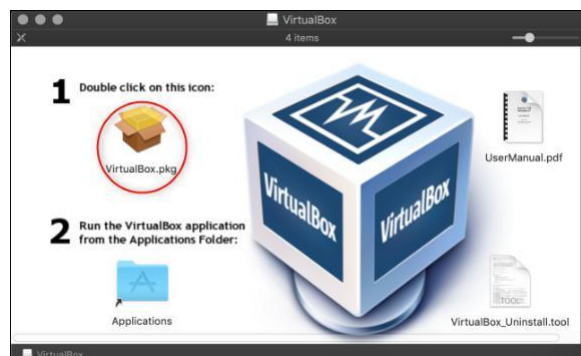 VirtualBox
4 items
1 Double click on this icon:
VirtualBox.pkg
2 Run the VirtualBox application
from the Applications Folder:
Applications
VirtualBox
VirtualBox
UserManual.pdf
TOOL
VirtualBox_Uninstall.tool
VirtualBox